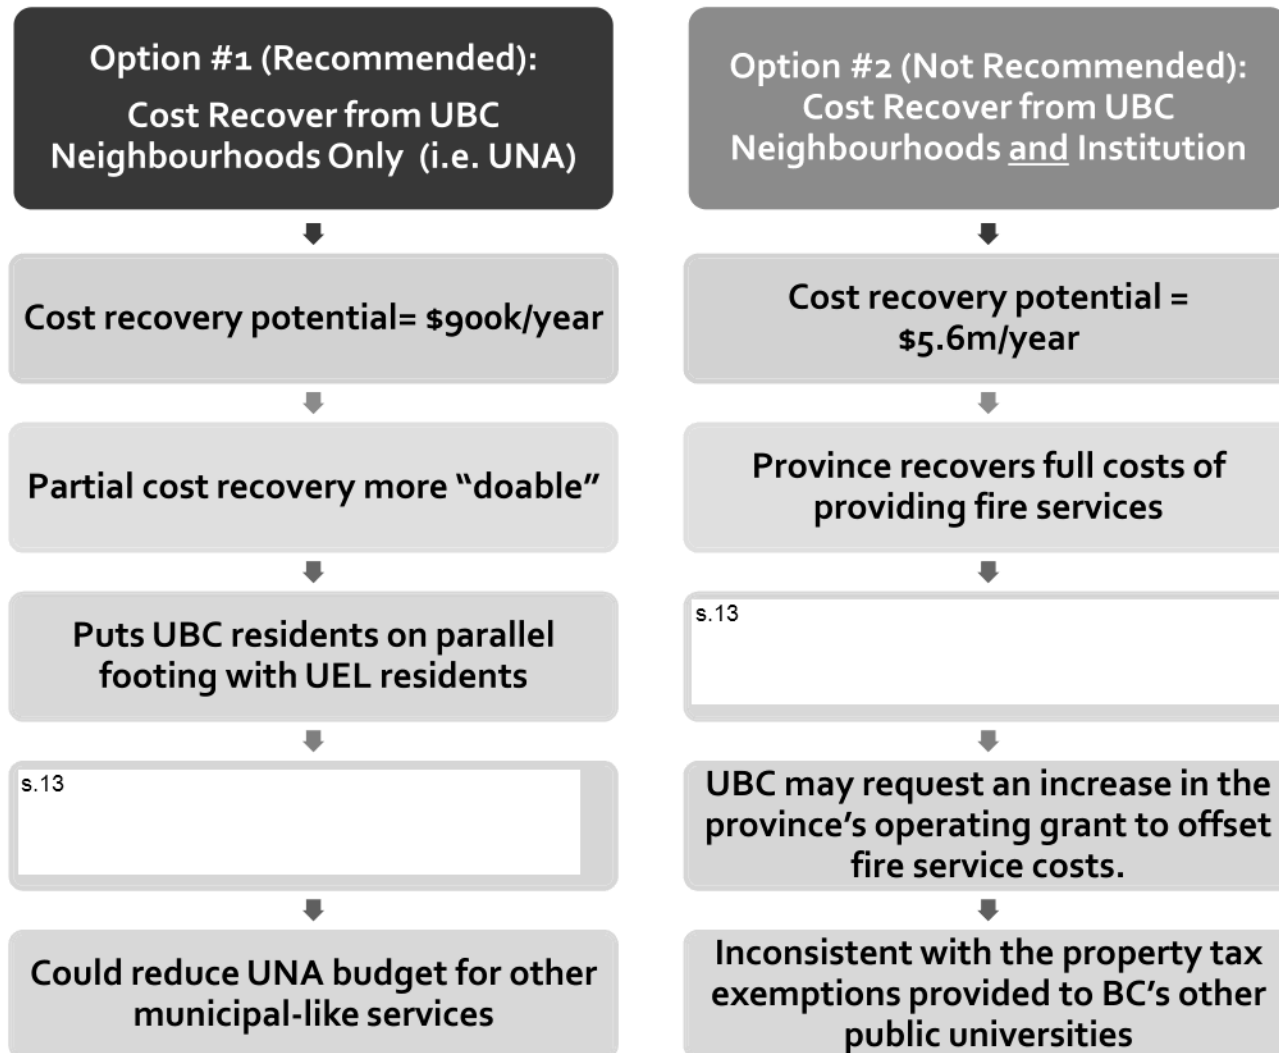 Option #1 (Recommended):
Cost Recover from UBC
Neighbourhoods Only (i.e. UNA)
Cost recovery potential= $900k/year
Partial cost recovery more “doable”
Puts UBC residents on parallel
footing with UEL residents
s.13
Could reduce UNA budget for other
municipal-like services
Option #2 (Not Recommended):
Cost Recover from UBC
Neighbourhoods and Institution
Cost recovery potential =
$5.6m/year
Province recovers full costs of
providing fire services
s.13
UBC may request an increase in the
province’s operating grant to offset
fire service costs.
Inconsistent with the property tax
exemptions provided to BC’s other
public universities